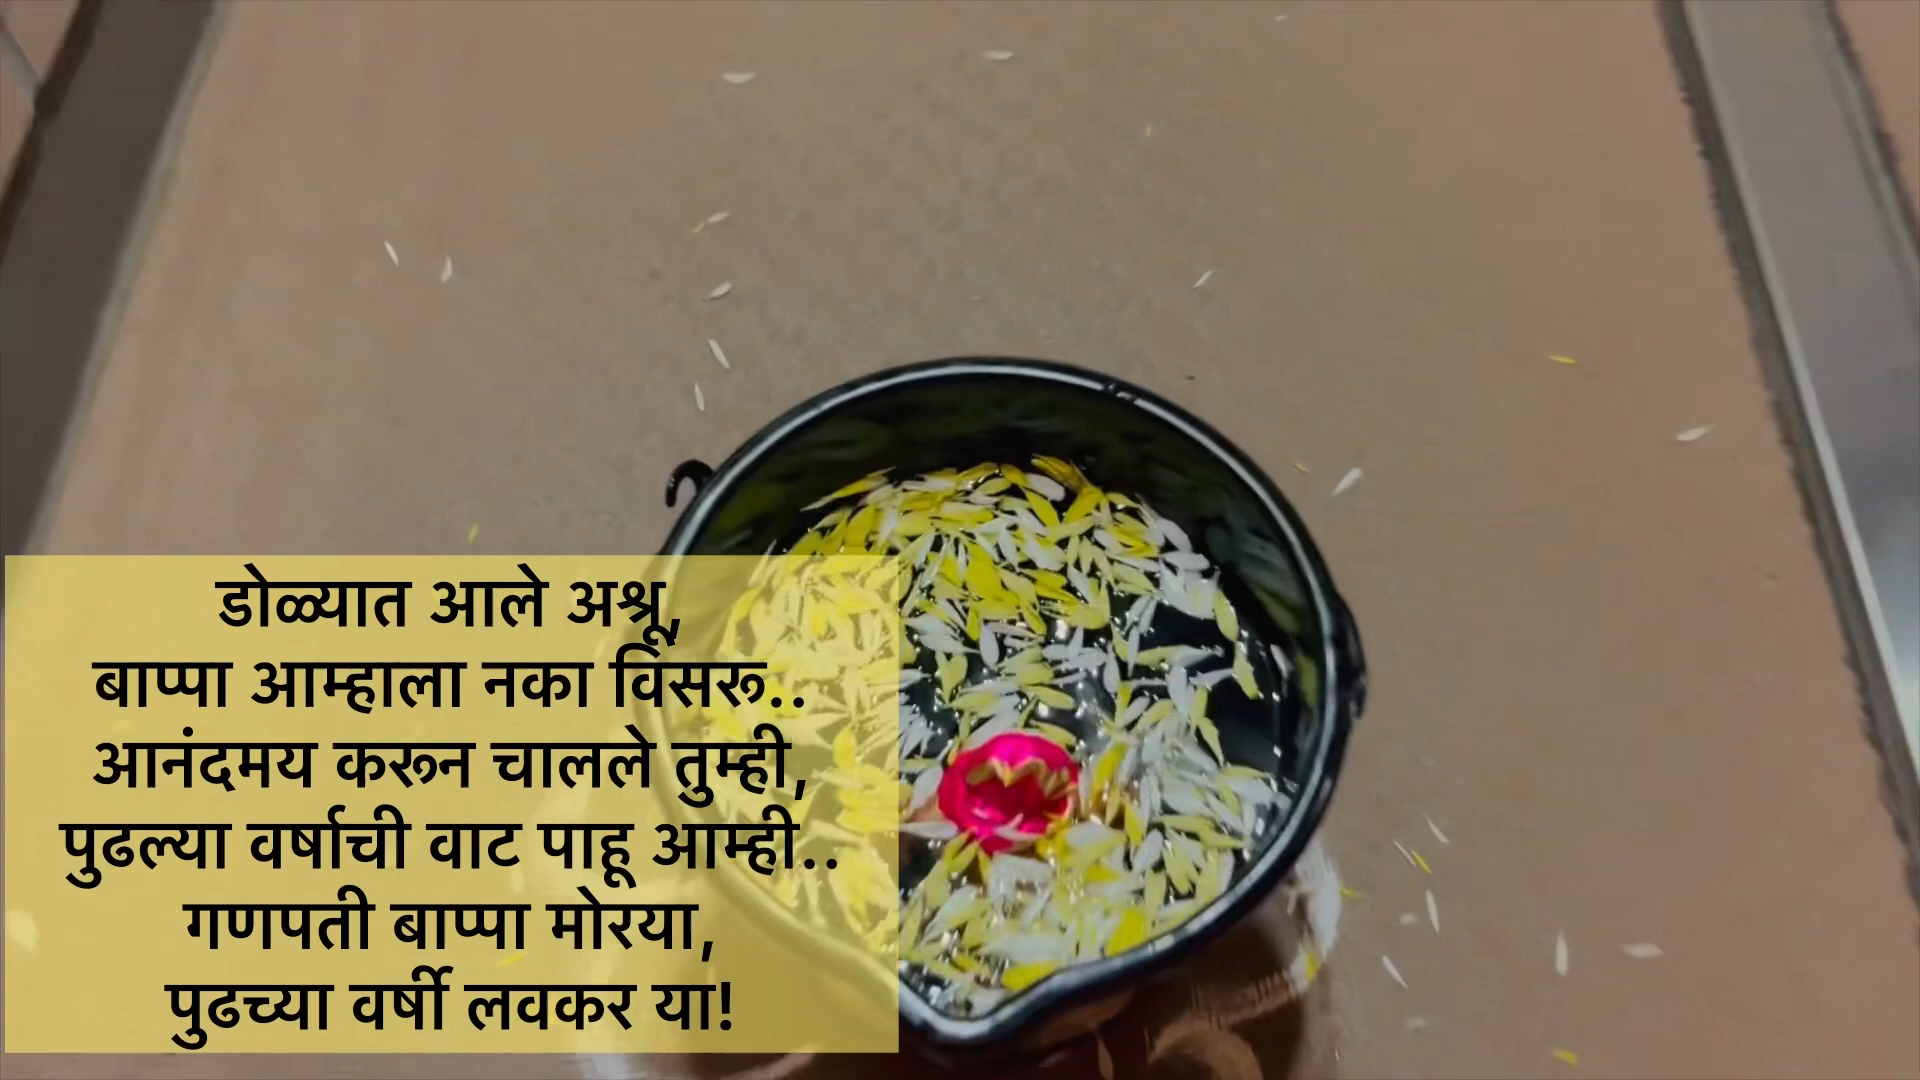 डोळ्यात आले अश्रू,
बाप्पा आम्हाला नका विसरू..
आनंदमय करून चालले तुम्ही,
पुढल्या वर्षाची वाट पाहू आम्ही..
गणपती बाप्पा मोरया,
पुढच्या वर्षी लवकर या!